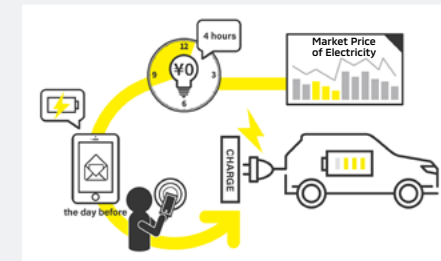 4 hours
Market Price
of Electricity
12
¥0
9
3
6
CHARGE
the day before